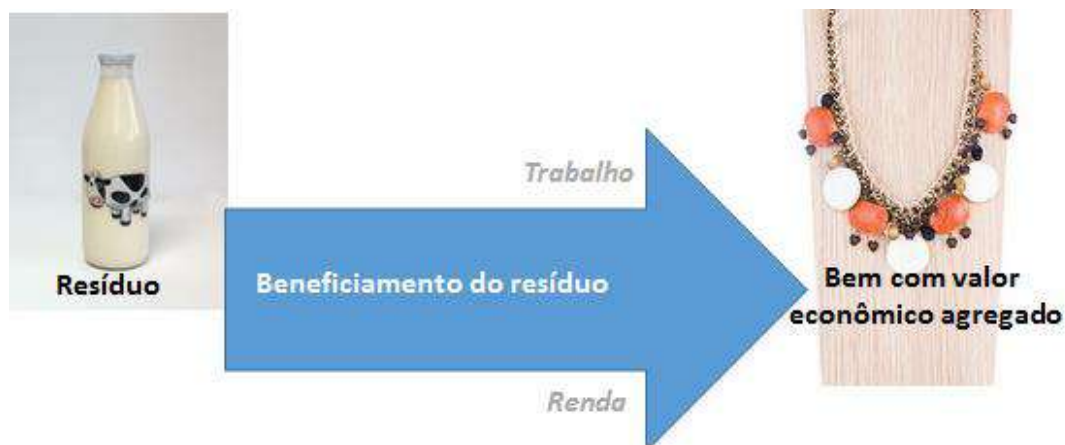 Trabalho
Resíduo
Beneficiamento do resíduo
Bem com valor
econômico agregado
Renda